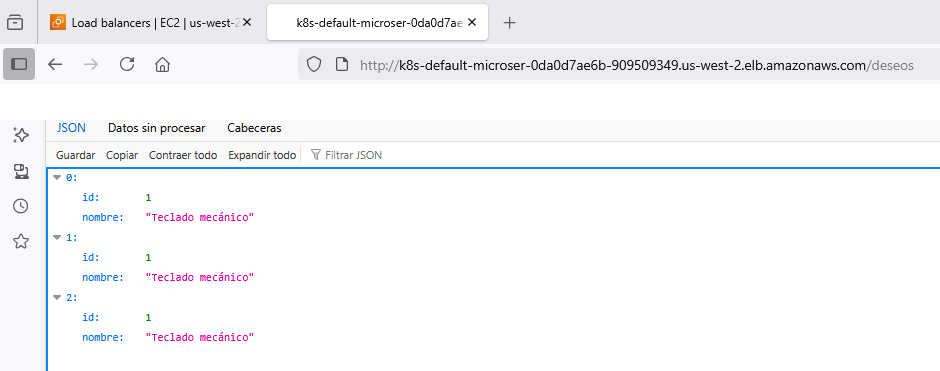 Load balancers | EC2 | us-west-2
k8s-default-microser-0da0d7ae6
http://k8s-default-microser-0da0d7ae6b-909509349.us-west-2.elb.amazonaws.com/deseos
JSON Datos sin procesar Cabeceras
Guardar Copiar Contraer todo Expandir todo Filtrar JSON
0:
id: 1
nombre: "Teclado mecánico"
1:
id: 1
nombre: "Teclado mecánico"
2:
id: 1
nombre: "Teclado mecánico"